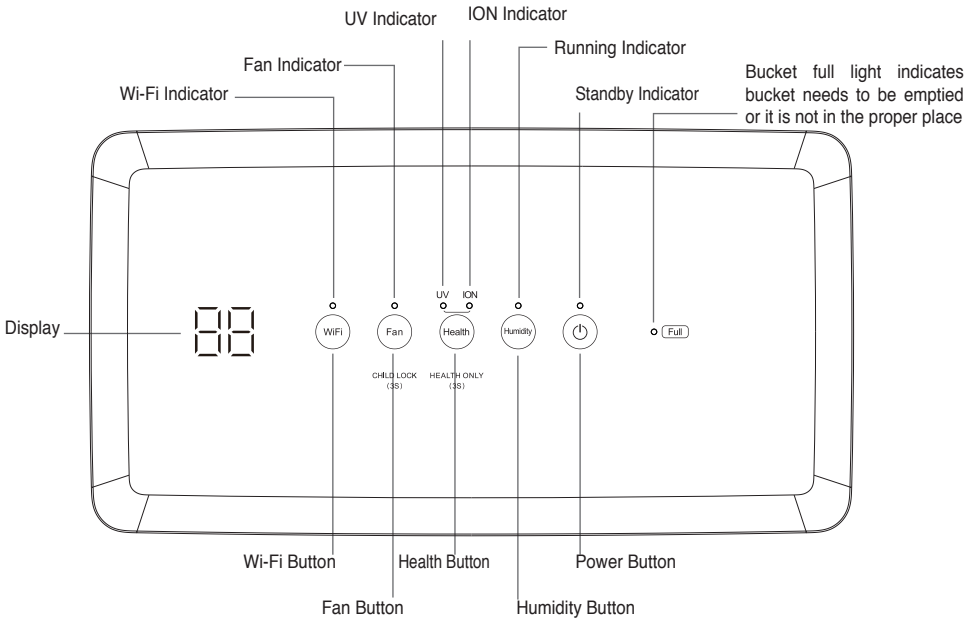 UV Indicator
ION Indicator
Running Indicator
Fan Indicator
Wi-Fi Indicator
Standby Indicator
Bucket full light indicates
bucket needs to be emptied
or it is not in the proper place
UV ION
Display
88
WiFi
Fan
Health
Humidity
Full
CHILD LOCK
(3S)
HEALTH ONLY
(3S)
Wi-Fi Button
Health Button
Power Button
Fan Button
Humidity Button